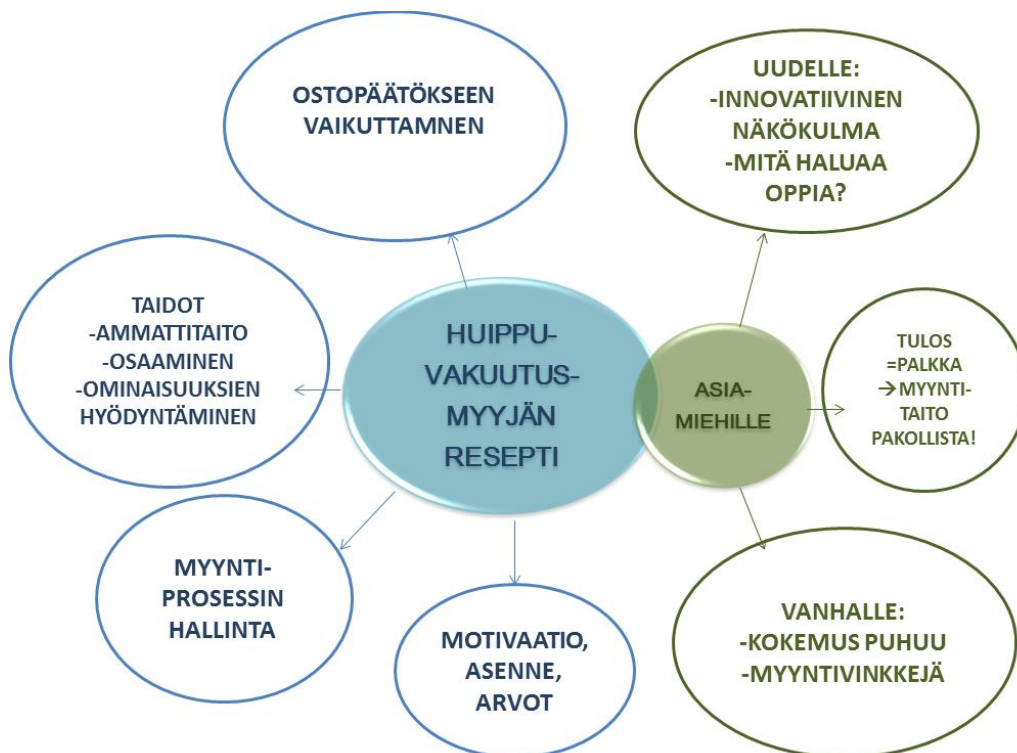 OSTOPÄÄTÖKSEEN
VAIKUTTAMNEN
UUDELLE:
-INNOVATIIVINEN
NÄKÖKULMA
-MITÄ HALUAA
OPPIA?
TAIDOT
-AMMATTITAITO
-OSAAMINEN
-OMINAISUUKSIEN
HYÖDYNTÄMINEN
HUIPPU-
VAKUUTUS-
MYYJÄN
RESEPTI
ASIA-
MIEHILLE
TULOS
=PALKKA
→MYYNTI-
TAITO
PAKOLLISTA!
MYYNTI-
PROSESSIN
HALLINTA
MOTIVAATIO,
ASENNE,
ARVOT
VANHALLE:
-KOKEMUS PUHUU
-MYYNTIVINKKEJÄ